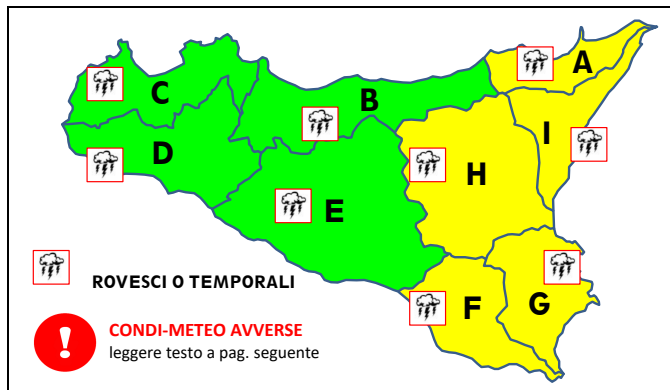 A
C
B
I
D
H
E
F
G
ROVESCI O TEMPORALI
!
CONDI-METEO AVVERSE
leggere testo a pag. seguente